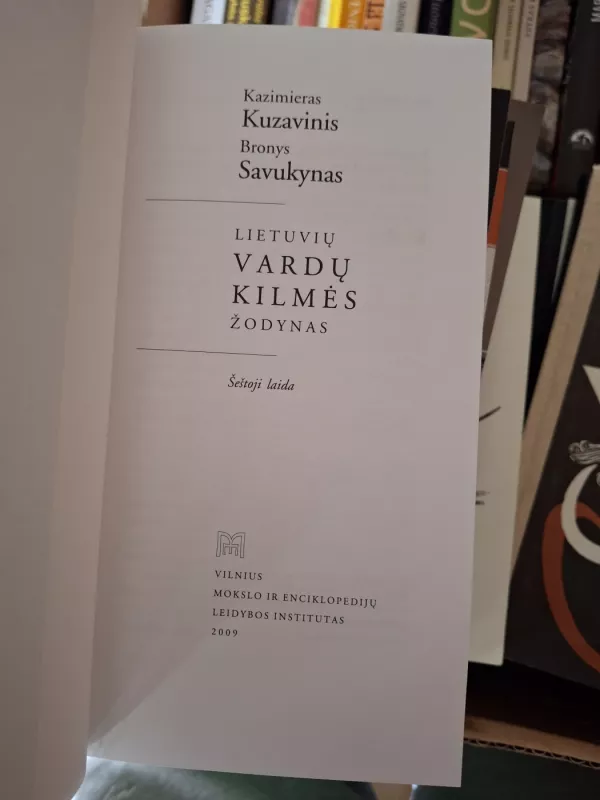 Kazimieras
Kuzavinis
Bronys
Savukynas
LIETUVIŲ
VARDŲ
KILMĖS
ŽODYNAS
Šeštoji laida
VILNIUS
MOKSLO IR ENCIKLOPEDIJŲ
LEIDYBOS INSTITUTAS
2009